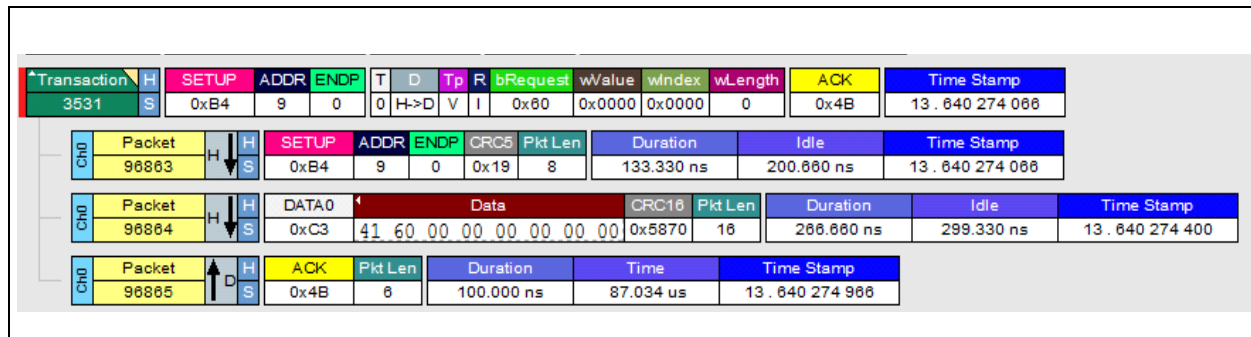 Transaction H SETUP ADDR ENDP T D Tp R bRequest wValue wIndex wLength ACK Time Stamp
3531 S 0xB4 9 0 0 H->D V I 0x60 0x0000 0x0000 0 0x4B 13 . 640 274 066
Ch0 Packet H H SETUP ADDR ENDP CRC5 Pkt Len Duration Idle Time Stamp
96863 S 0xB4 9 0 0x19 8 133.330 ns 200.660 ns 13 . 640 274 066
Ch0 Packet H H DATA0 Data CRC16 Pkt Len Duration Idle Time Stamp
96864 S 0xC3 41 60 00 00 00 00 00 00 0x5870 16 266.660 ns 299.330 ns 13 . 640 274 400
Ch0 Packet D H ACK Pkt Len Duration Time Time Stamp
96865 S 0x4B 6 100.000 ns 87.034 us 13 . 640 274 966